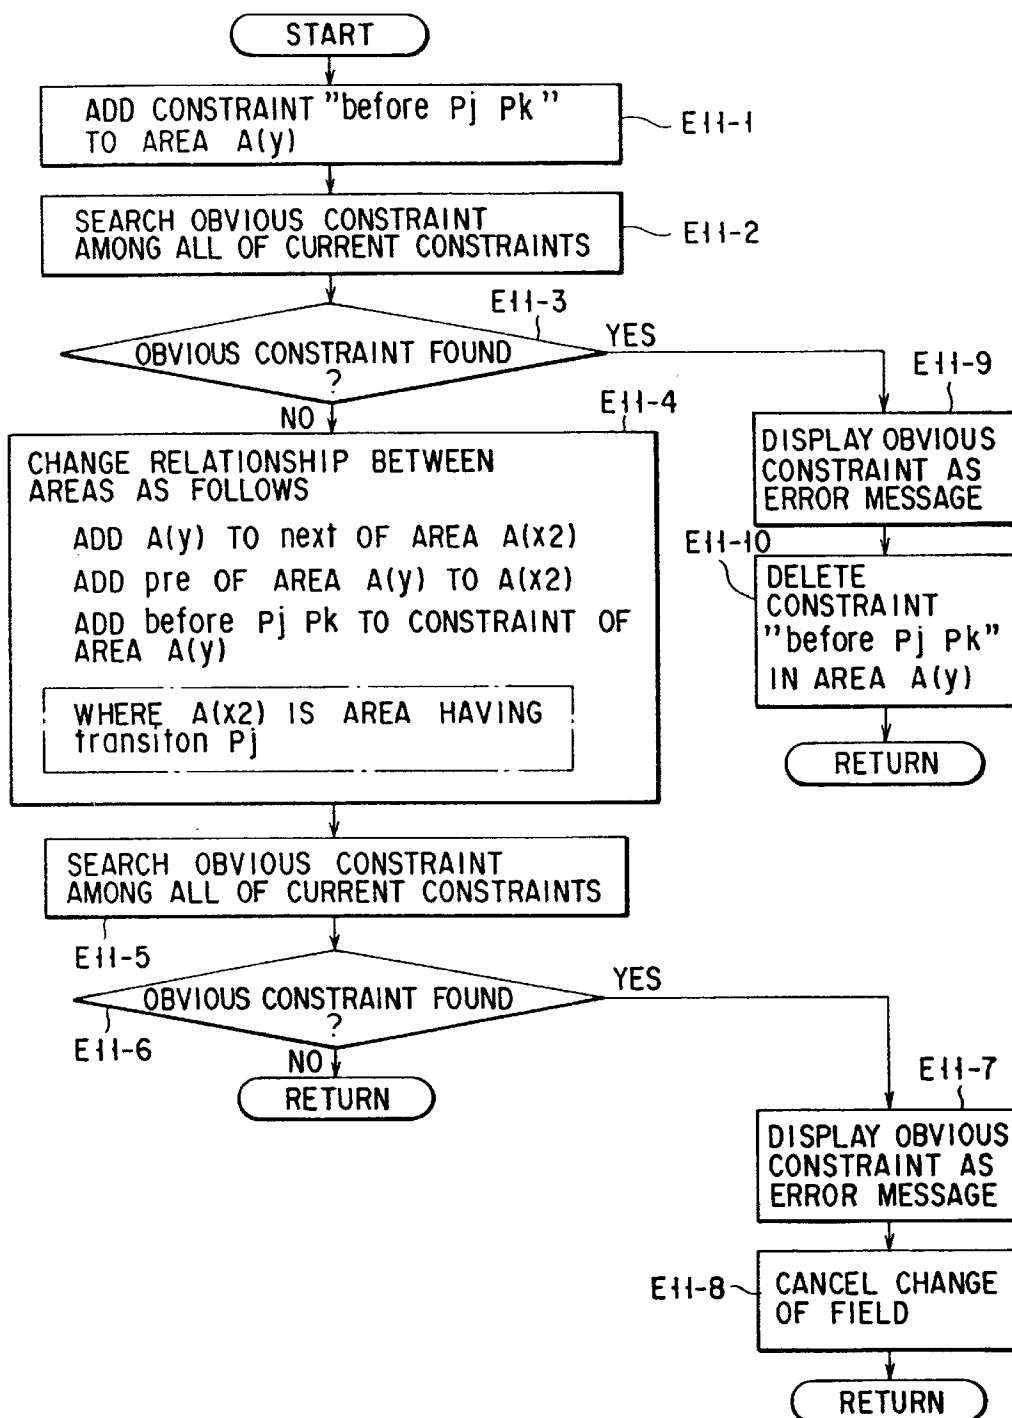 START
ADD CONSTRAINT "before Pj Pk"
TO AREA A(y)
E11-1
SEARCH OBVIOUS CONSTRAINT
AMONG ALL OF CURRENT CONSTRAINTS
E11-2
E11-3
OBVIOUS CONSTRAINT FOUND
?
YES
NO
E11-4
CHANGE RELATIONSHIP BETWEEN
AREAS AS FOLLOWS
ADD A(y) TO next OF AREA A(x2)
ADD pre OF AREA A(y) TO A(x2)
ADD before Pj Pk TO CONSTRAINT OF
AREA A(y)
WHERE A(x2) IS AREA HAVING
transiton Pj
E11-9
DISPLAY OBVIOUS
CONSTRAINT AS
ERROR MESSAGE
E11-10
DELETE
CONSTRAINT
"before Pj Pk"
IN AREA A(y)
RETURN
SEARCH OBVIOUS CONSTRAINT
AMONG ALL OF CURRENT CONSTRAINTS
E11-5
OBVIOUS CONSTRAINT FOUND
?
YES
E11-6
NO
RETURN
E11-7
DISPLAY OBVIOUS
CONSTRAINT AS
ERROR MESSAGE
E11-8
CANCEL CHANGE
OF FIELD
RETURN